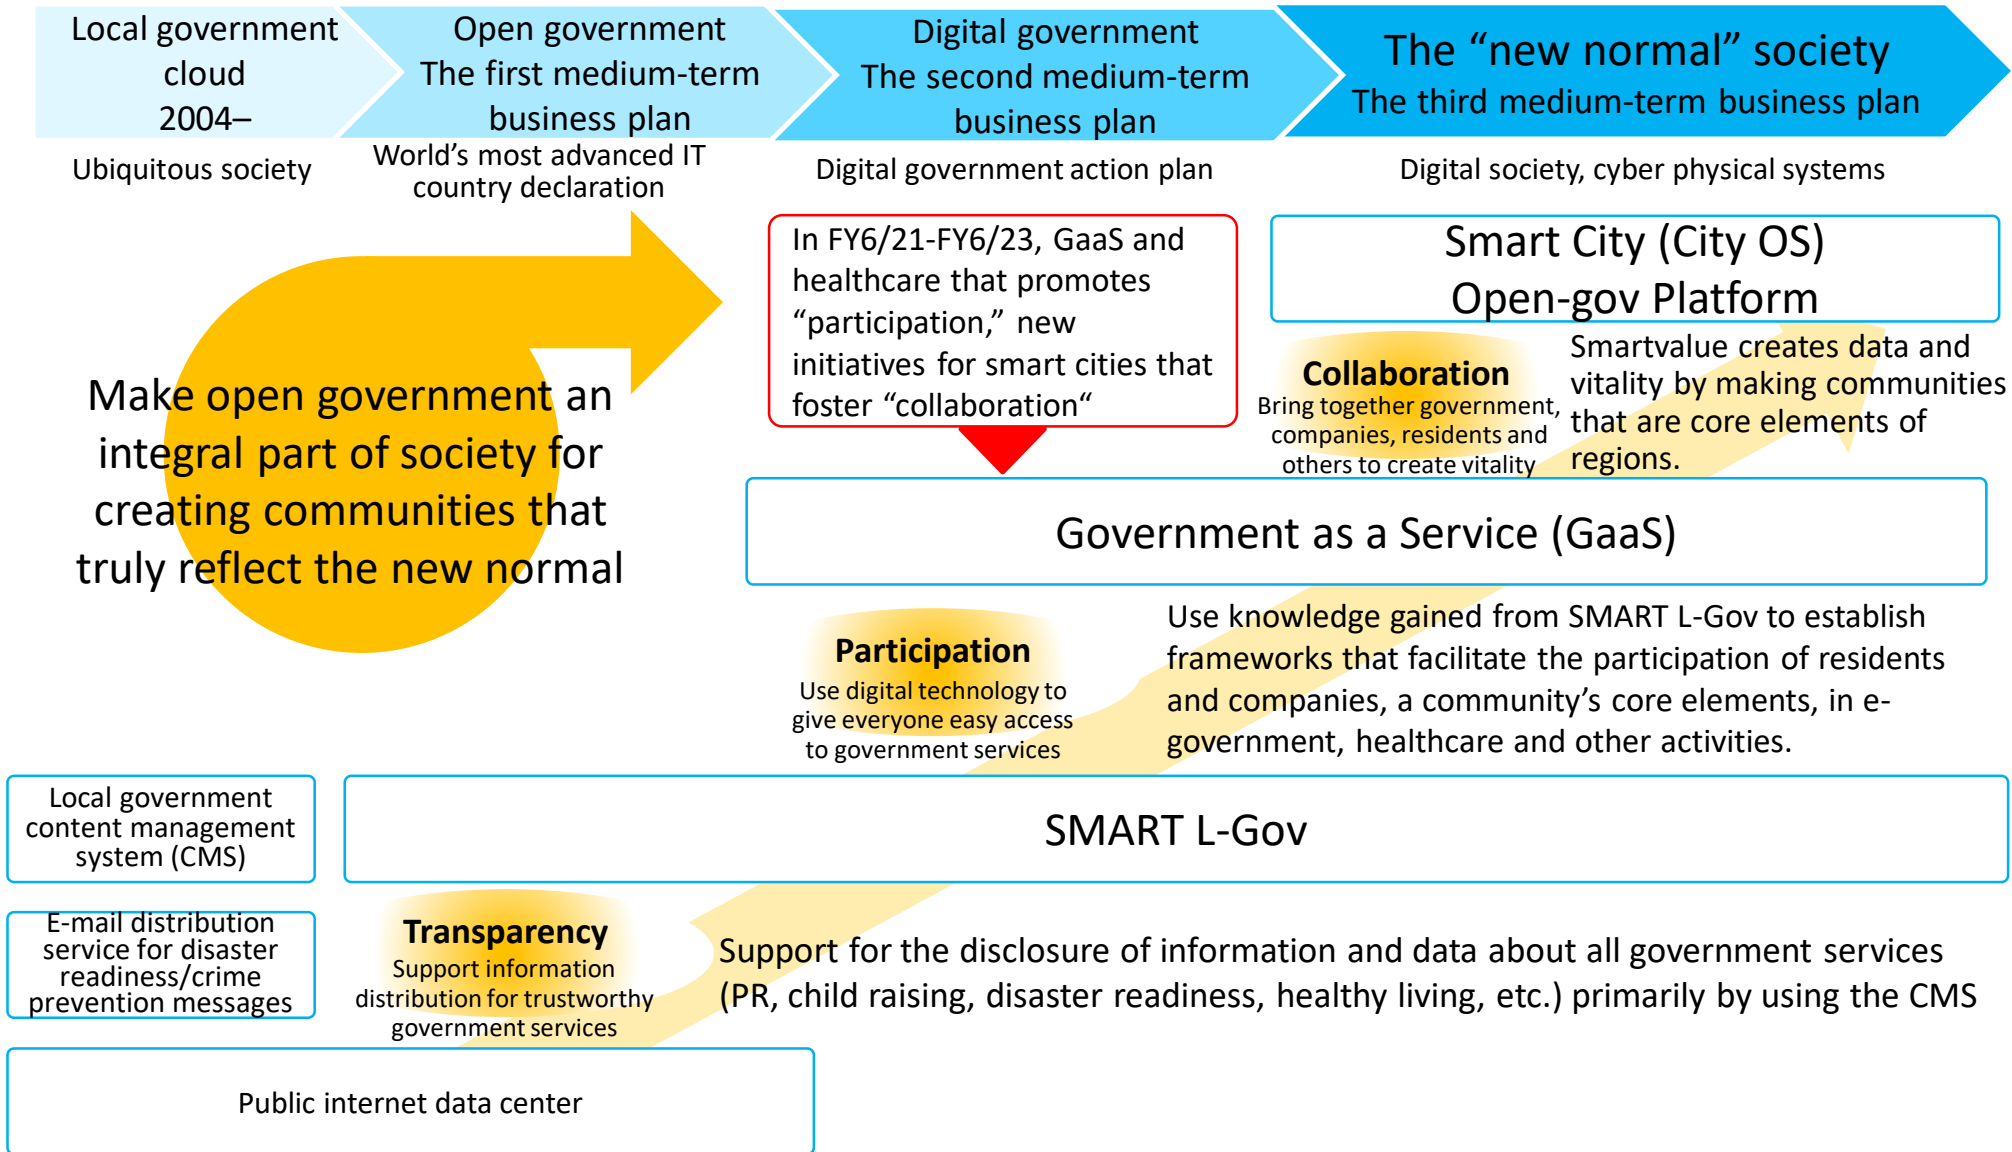 Local government
cloud
2004–
Open government
The first medium-term
business plan
Digital government
The second medium-term
business plan
The “new normal” society
The third medium-term business plan
Ubiquitous society
World’s most advanced IT
country declaration
Digital government action plan
Digital society, cyber physical systems
Make open government an
integral part of society for
creating communities that
truly reflect the new normal
In FY6/21-FY6/23, GaaS and
healthcare that promotes
“participation,” new
initiatives for smart cities that
foster “collaboration“
Smart City (City OS)
Open-gov Platform
Collaboration
Bring together government,
companies, residents and
others to create vitality
Smartvalue creates data and
vitality by making communities
that are core elements of
regions.
Government as a Service (GaaS)
Participation
Use digital technology to
give everyone easy access
to government services
Use knowledge gained from SMART L-Gov to establish
frameworks that facilitate the participation of residents
and companies, a community’s core elements, in e-
government, healthcare and other activities.
Local government
content management
system (CMS)
SMART L-Gov
E-mail distribution
service for disaster
readiness/crime
prevention messages
Transparency
Support information
distribution for trustworthy
government services
Support for the disclosure of information and data about all government services
(PR, child raising, disaster readiness, healthy living, etc.) primarily by using the CMS
Public internet data center